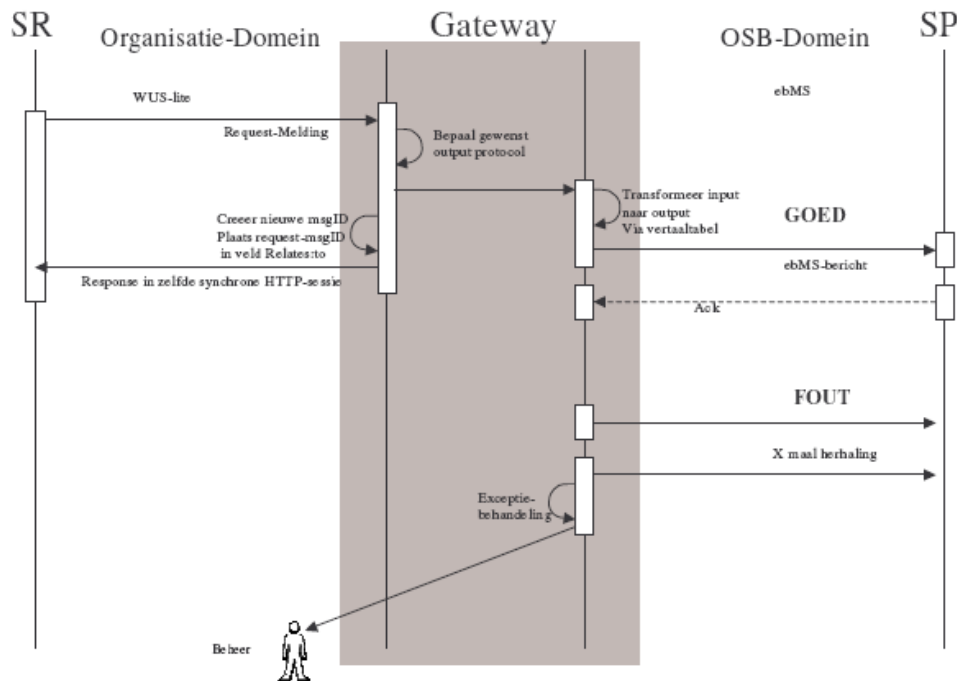 SR
Organisatie-Domein
Gateway
OSB-Domein
SP
WUS-lite
ebMS
Request-Melding
Bepaal gewenst
output protocol
Transformeer input
naar output
Via vertaaltabel
GOED
Creeer nieuwe msgID
Plaats request-msgID
in veld Relates:to
ebMS-bericht
Response in zelfde synchrone HTTP-sessie
Ack
FOUT
X maal herhaling
Exceptie-
behandeling
Beheer